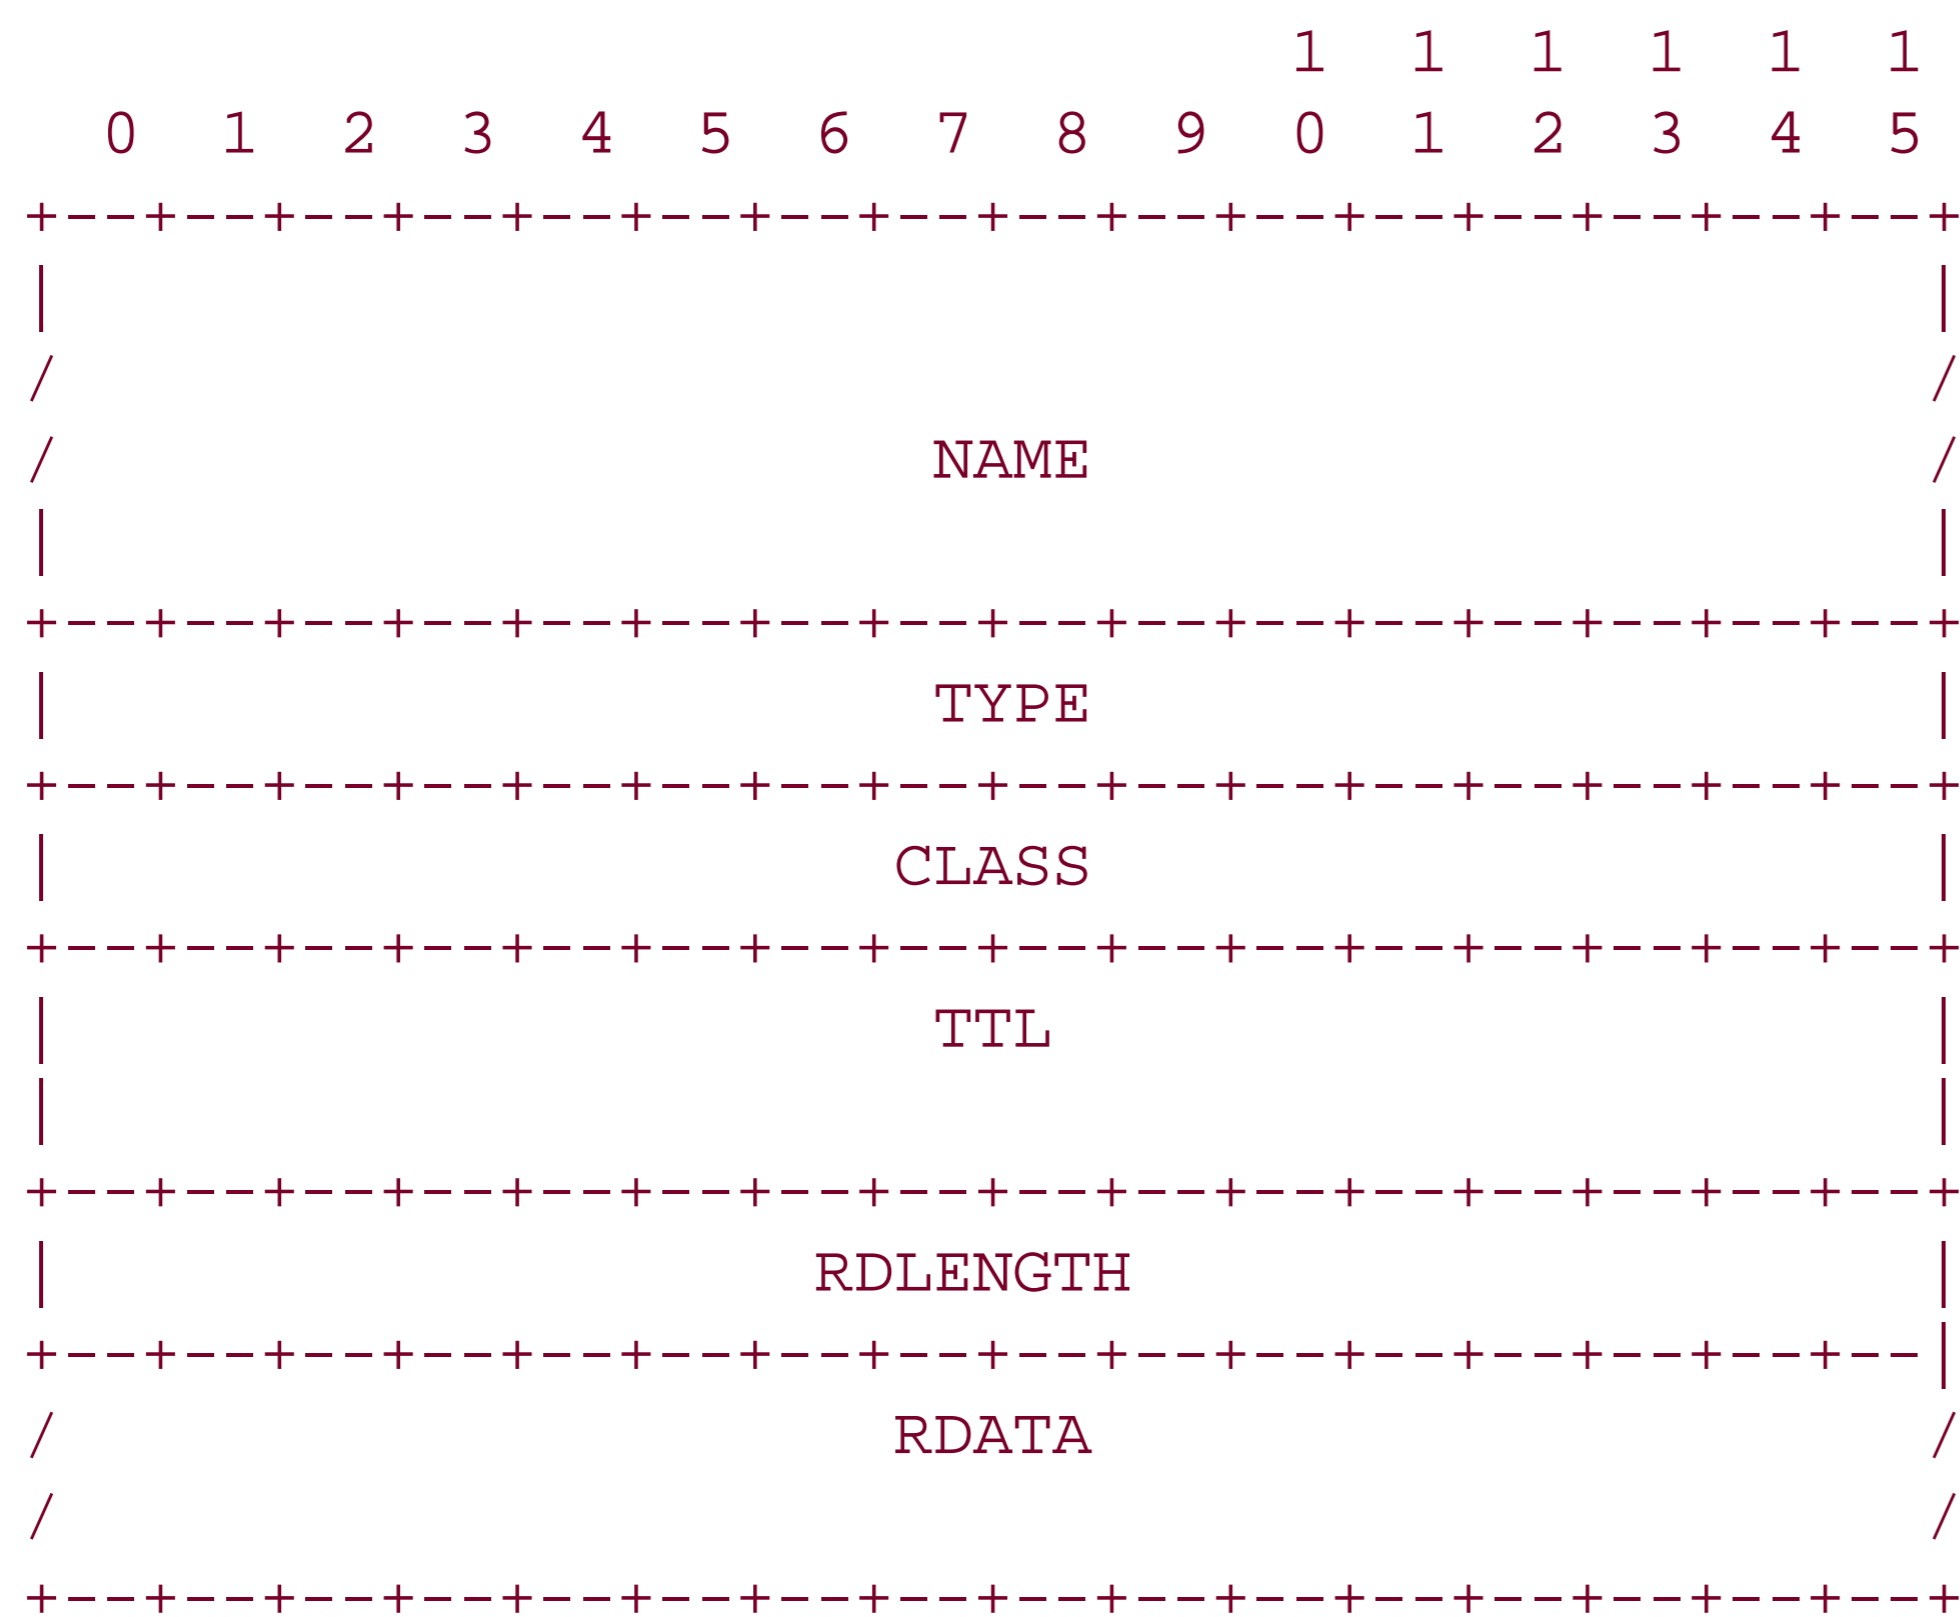 1  1  1  1  1  1
  0  1  2  3  4  5  6  7  8  9  0  1  2  3  4  5
+--+--+--+--+--+--+--+--+--+--+--+--+--+--+--+--+
|                                               |
/                                               /
/                      NAME                     /
|                                               |
+--+--+--+--+--+--+--+--+--+--+--+--+--+--+--+--+
|                      TYPE                     |
+--+--+--+--+--+--+--+--+--+--+--+--+--+--+--+--+
|                     CLASS                     |
+--+--+--+--+--+--+--+--+--+--+--+--+--+--+--+--+
|                      TTL                      |
|                                               |
+--+--+--+--+--+--+--+--+--+--+--+--+--+--+--+--+
|                   RDLENGTH                    |
+--+--+--+--+--+--+--+--+--+--+--+--+--+--+--+--|
/                     RDATA                     /
/                                               /
+--+--+--+--+--+--+--+--+--+--+--+--+--+--+--+--+